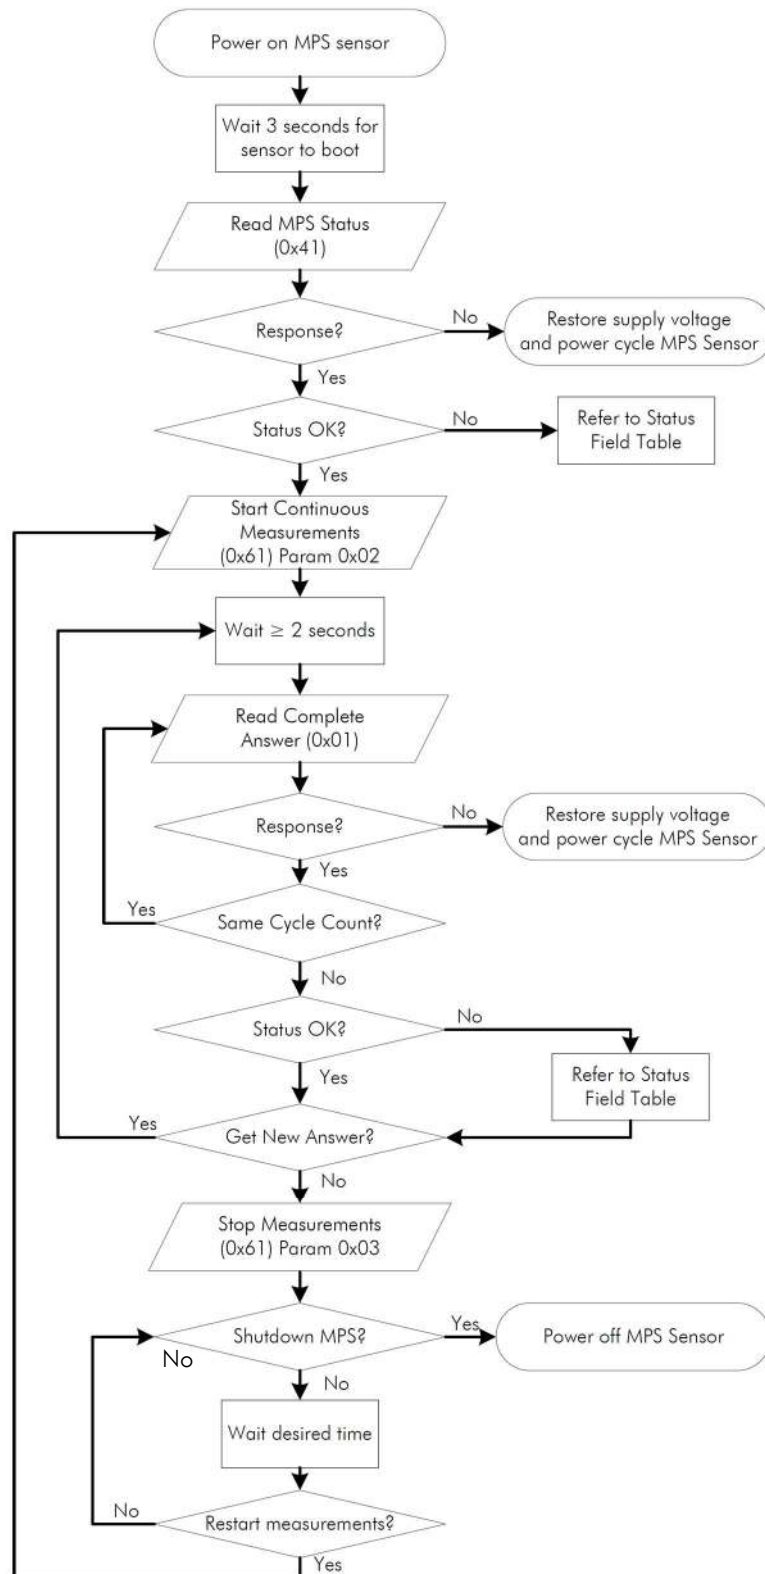 Power on MPS sensor
Wait 3 seconds for
sensor to boot
Read MPS Status
(0x41)
Response?
No
Restore supply voltage
and power cycle MPS Sensor
Yes
Status OK?
No
Refer to Status
Field Table
Yes
Start Continuous
Measurements
(0x61) Param 0x02
Wait ≥ 2 seconds
Read Complete
Answer (0x01)
Response?
No
Restore supply voltage
and power cycle MPS Sensor
Yes
Same Cycle Count?
Yes
No
Status OK?
No
Refer to Status
Field Table
Yes
Get New Answer?
Yes
No
Stop Measurements
(0x61) Param 0x03
Shutdown MPS?
Yes
Power off MPS Sensor
No
No
Wait desired time
Restart measurements?
No
Yes